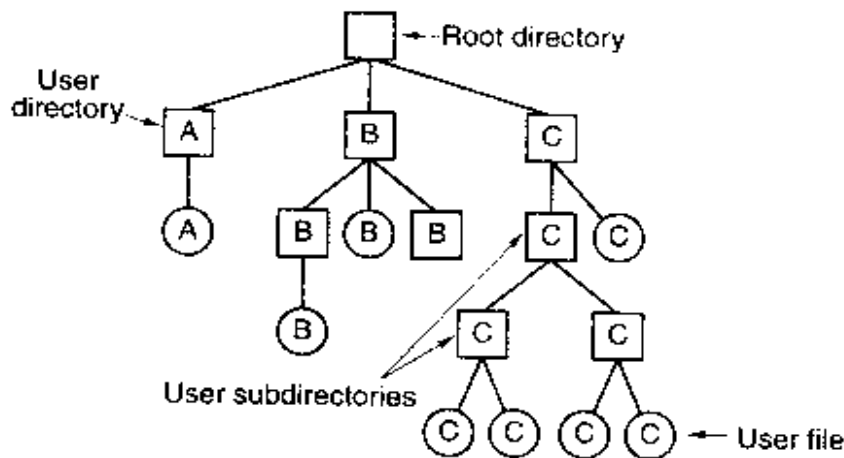 Root directory
User
directory
A B C
A B B B C C
B C C
User subdirectories
C C C C
User file